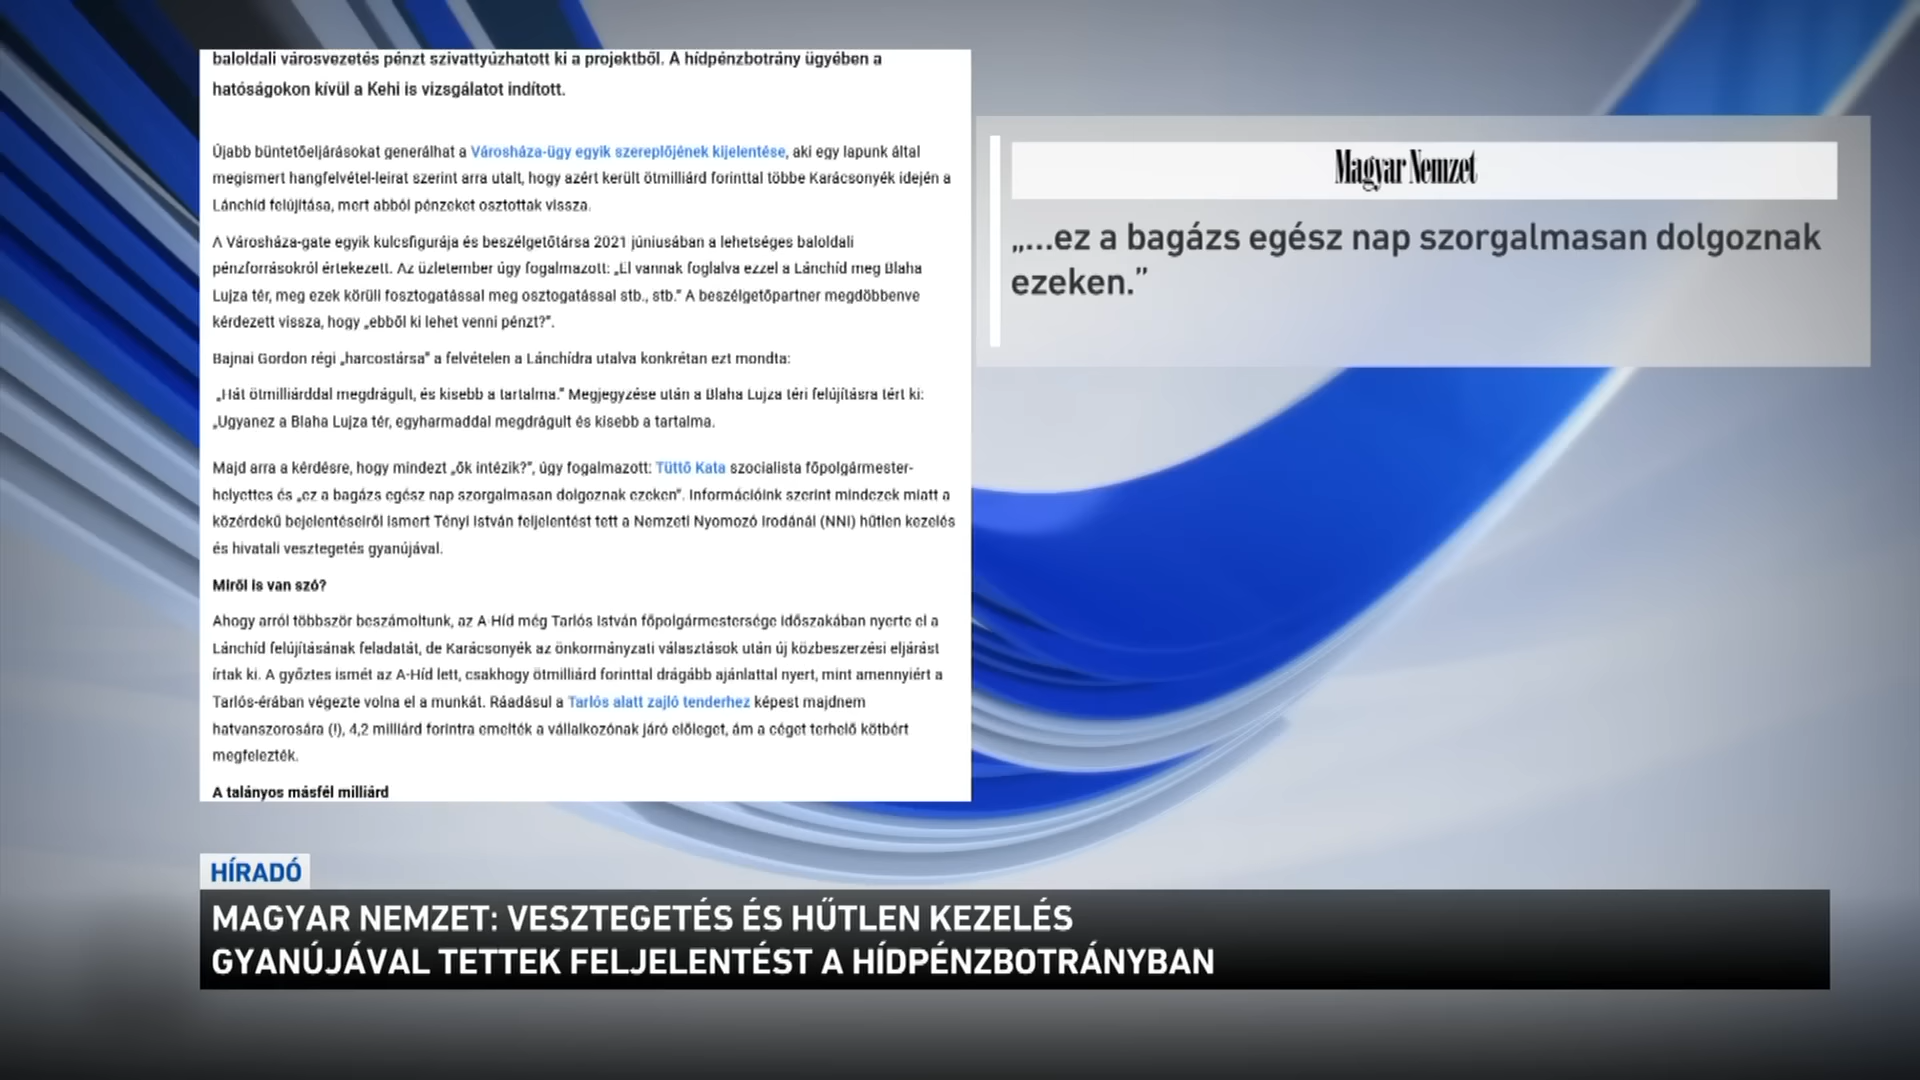 baloldali városvezetés pénzt szivattyúzhatott ki a projektből. A hídpénzbotrány ügyében a
hatóságokon kívül a Kehi is vizsgálatot indított.
Újabb büntetőeljárásokat generálhat a Városháza-ügy egyik szereplőjének kijelentése, aki egy lapunk által
megismert hangfelvétel-leirat szerint arra utalt, hogy azért került ötmilliárd forinttal többe Karácsonyék idején a
Lánchíd felújítása, mert abból pénzeket osztottak vissza.
A Városháza-gate egyik kulcsfigurája és beszélgetőtársa 2021 júniusában a lehetséges baloldali
pénzforrásokról értekezett. Az üzletember úgy fogalmazott: „El vannak foglalva ezzel a Lánchíd meg Blaha
Lujza tér, meg ezek körüli fosztogatással meg osztogatással stb., stb.” A beszélgetőpartner megdöbbenve
kérdezett vissza, hogy „ebből ki lehet venni pénzt?”.
Bajnai Gordon régi „harcostársa” a felvételen a Lánchídra utalva konkrétan ezt mondta:
„Hát ötmilliárddal megdrágult, és kisebb a tartalma.” Megjegyzése után a Blaha Lujza téri felújításra tért ki:
„Ugyanez a Blaha Lujza tér, egyharmaddal megdrágult és kisebb a tartalma.
Majd arra a kérdésre, hogy mindezt „ők intézik?”, úgy fogalmazott: Tüttő Kata szocialista főpolgármester-
helyettes és „ez a bagázs egész nap szorgalmasan dolgoznak ezeken”. Információink szerint mindezek miatt a
közérdekű bejelentéseiről ismert Tényi István feljelentést tett a Nemzeti Nyomozó Irodánál (NNI) hűtlen kezelés
és hivatali vesztegetés gyanújával.
Miről is van szó?
Ahogy arról többször beszámoltunk, az A-Híd még Tarlós István főpolgármestersége időszakában nyerte el a
Lánchíd felújításának feladatát, de Karácsonyék az önkormányzati választások után új közbeszerzési eljárást
írtak ki. A győztes ismét az A-Híd lett, csakhogy ötmilliárd forinttal drágább ajánlattal nyert, mint amennyiért a
Tarlós-érában végezte volna el a munkát. Ráadásul a Tarlós alatt zajló tenderhez képest majdnem
hatvanszorosára (!), 4,2 milliárd forintra emelték a vállalkozónak járó előleget, ám a céget terhelő kötbért
megfelezték.
A talányos másfél milliárd
Magyar Nemzet
„...ez a bagázs egész nap szorgalmasan dolgoznak
ezeken.”
HÍRADÓ
MAGYAR NEMZET: VESZTEGETÉS ÉS HŰTLEN KEZELÉS
GYANÚJÁVAL TETTEK FELJELENTÉST A HÍDPÉNZBOTRÁNYBAN